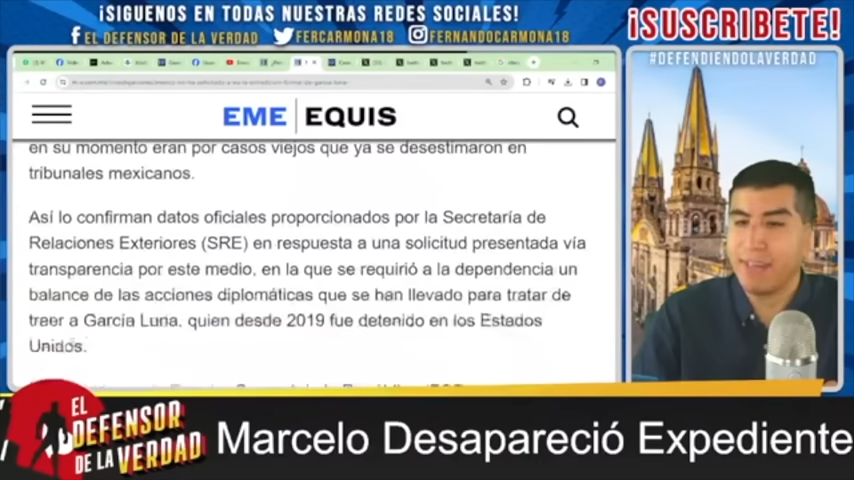 ¡SIGUENOS EN TODAS NUESTRAS REDES SOCIALES!
EL DEFENSOR DE LA VERDAD FERCARMONA18 FERNANDOCARMONA18
¡SUSCRIBETE!
#DEFENDIENDOLAVERDAD
EME EQUIS
en su momento eran por casos viejos que ya se desestimaron en
tribunales mexicanos.
Así lo confirman datos oficiales proporcionados por la Secretaría de
Relaciones Exteriores (SRE) en respuesta a una solicitud presentada vía
transparencia por este medio, en la que se requirió a la dependencia un
balance de las acciones diplomáticas que se han llevado para tratar de
traer a García Luna, quien desde 2019 fue detenido en los Estados
Unidos.
EL
DEFENSOR
DE LA VERDAD
Marcelo Desapareció Expediente